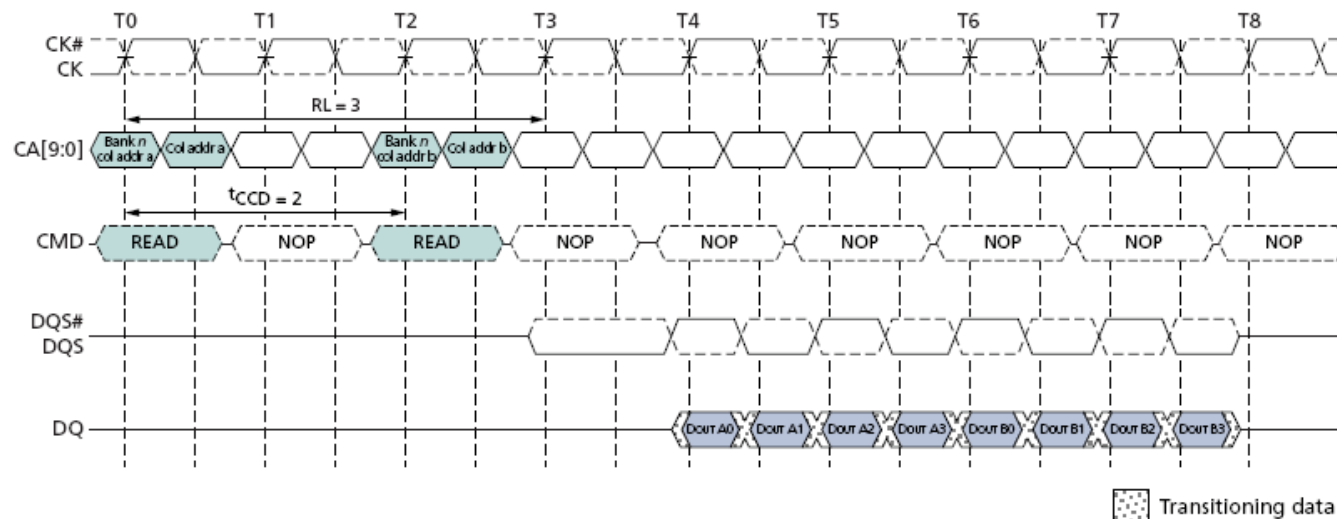 T0 T1 T2 T3 T4 T5 T6 T7 T8
CK#
CK
RL = 3
CA[9:0] Bank n col addr a Col addr a Bank n col addr b Col addr b
tCCD = 2
CMD READ NOP READ NOP NOP NOP NOP NOP NOP
DQS#
DQS
DQ DOUT A0 DOUT A1 DOUT A2 DOUT A3 DOUT B0 DOUT B1 DOUT B2 DOUT B3
Transitioning data